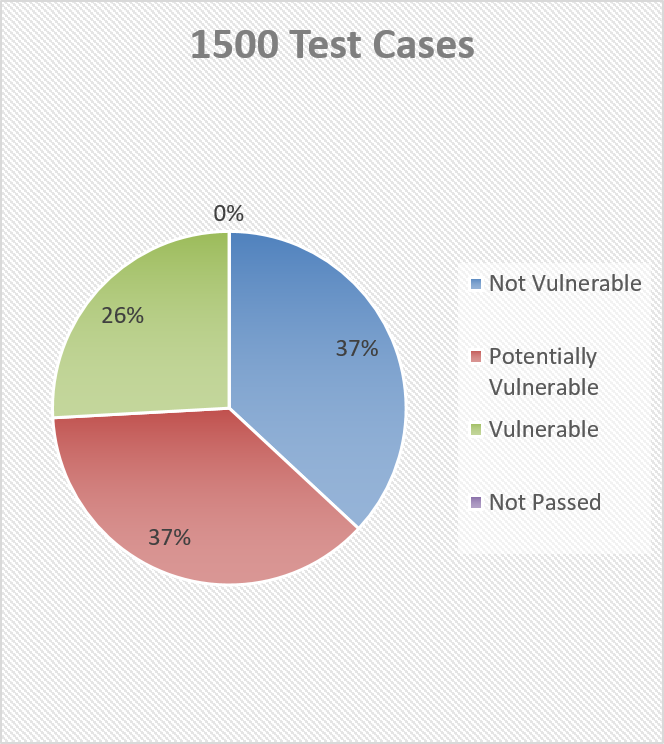 1500 Test Cases
0%
26%
37%
37%
Not Vulnerable
Potentially
Vulnerable
Vulnerable
Not Passed